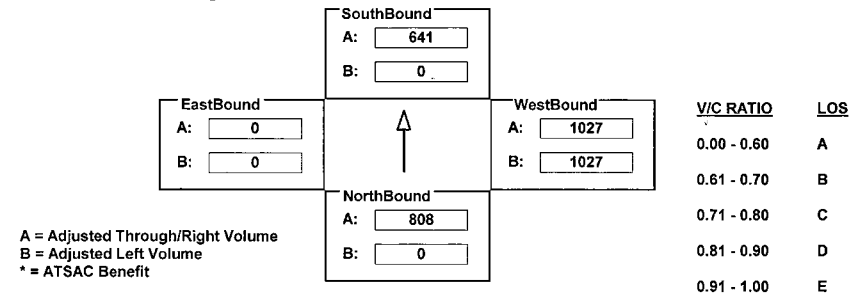 SouthBound
A: 641
B: 0
EastBound
A: 0
B: 0
WestBound
A: 1027
B: 1027
NorthBound
A: 808
B: 0
A = Adjusted Through/Right Volume
B = Adjusted Left Volume
* = ATSAC Benefit
V/C RATIO LOS
0.00 - 0.60 A
0.61 - 0.70 B
0.71 - 0.80 C
0.81 - 0.90 D
0.91 - 1.00 E